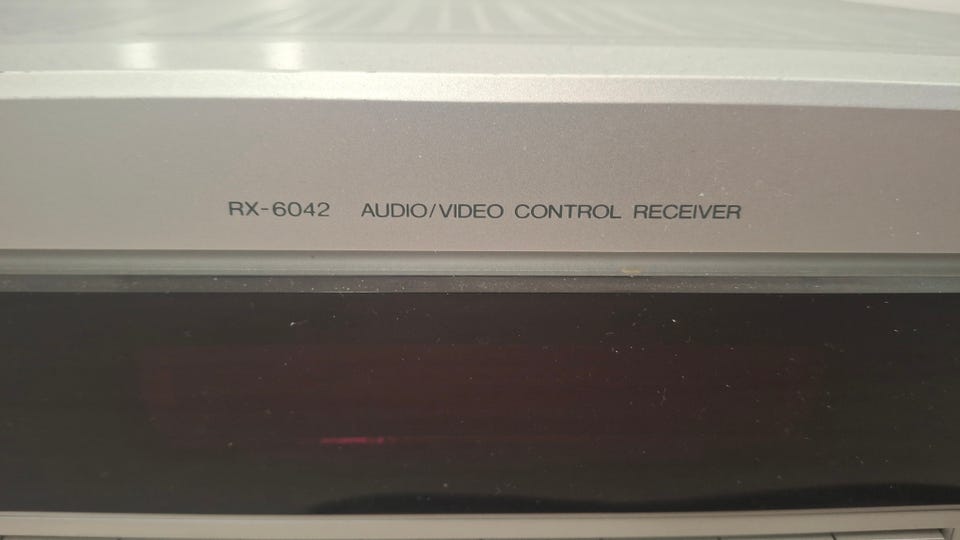 RX-6042 AUDIO/VIDEO CONTROL RECEIVER